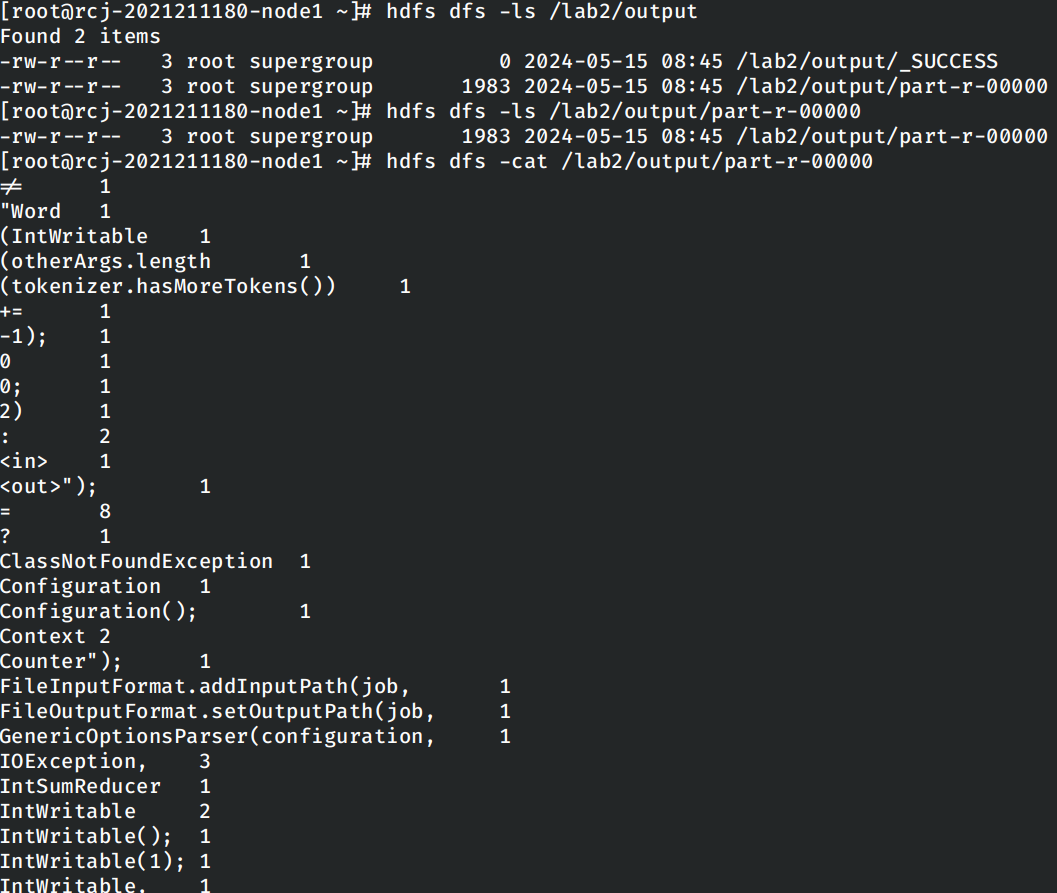 [root@rcj-2021211180-node1 ~]# hdfs dfs -ls /lab2/output
Found 2 items
-rw-r--r--   3 root supergroup          0 2024-05-15 08:45 /lab2/output/_SUCCESS
-rw-r--r--   3 root supergroup       1983 2024-05-15 08:45 /lab2/output/part-r-00000
[root@rcj-2021211180-node1 ~]# hdfs dfs -ls /lab2/output/part-r-00000
-rw-r--r--   3 root supergroup       1983 2024-05-15 08:45 /lab2/output/part-r-00000
[root@rcj-2021211180-node1 ~]# hdfs dfs -cat /lab2/output/part-r-00000
≠       1
"Word   1
(IntWritable    1
(otherArgs.length       1
(tokenizer.hasMoreTokens())     1
+=      1
-1);    1
0       1
0;      1
2)      1
:       2
<in>    1
<out>");        1
=       8
?       1
ClassNotFoundException  1
Configuration   1
Configuration();        1
Context 2
Counter");      1
FileInputFormat.addInputPath(job,       1
FileOutputFormat.setOutputPath(job,     1
GenericOptionsParser(configuration,     1
IOException,    3
IntSumReducer   1
IntWritable     2
IntWritable();  1
IntWritable(1); 1
IntWritable,    1